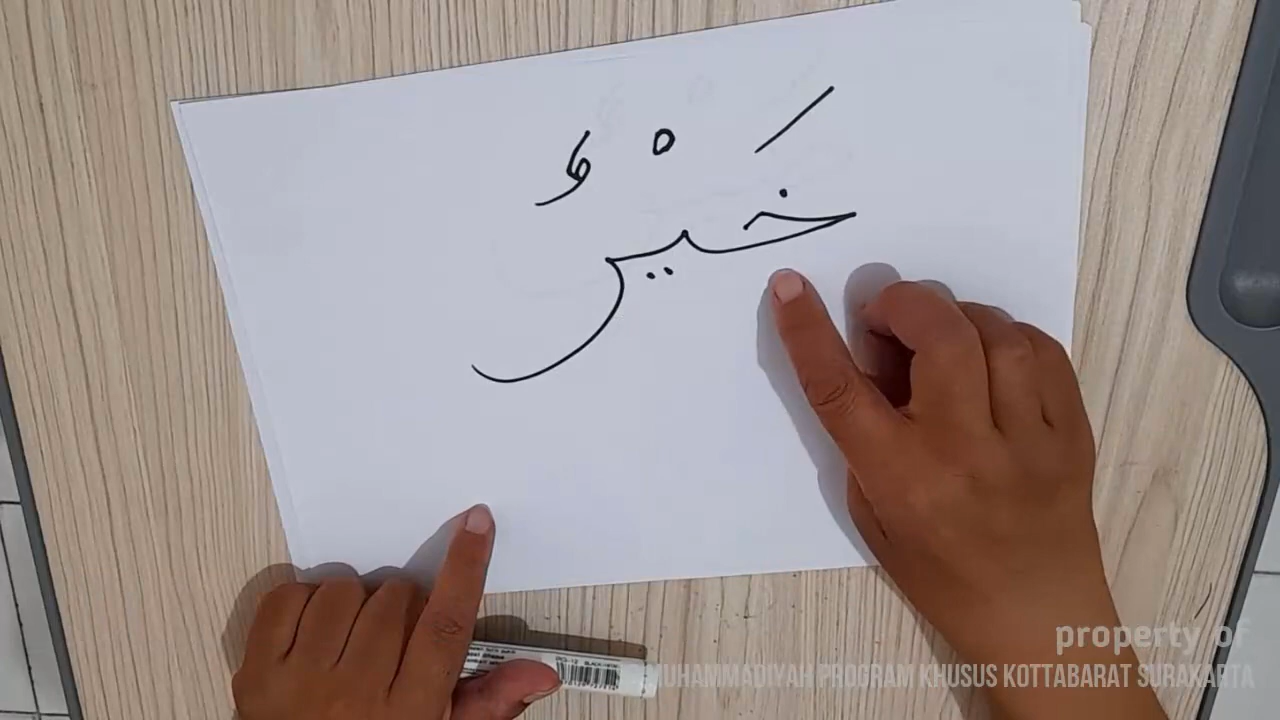 خَيْرٌ
property of
MUHAMMADIYAH PROGRAM KHUSUS KOTTABARAT SURAKARTA